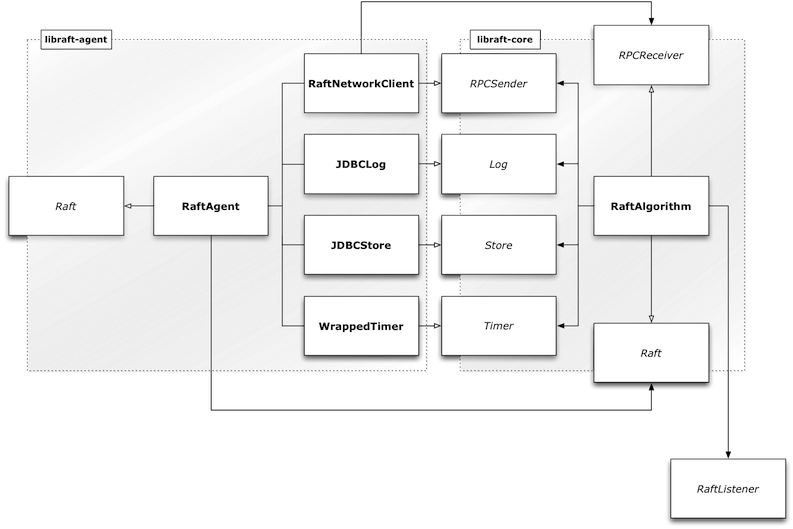 libraft-agent
libraft-core
RPCReceiver
RaftNetworkClient
RPCSender
JDBCLog
Log
Raft
RaftAgent
RaftAlgorithm
JDBCStore
Store
WrappedTimer
Timer
Raft
RaftListener